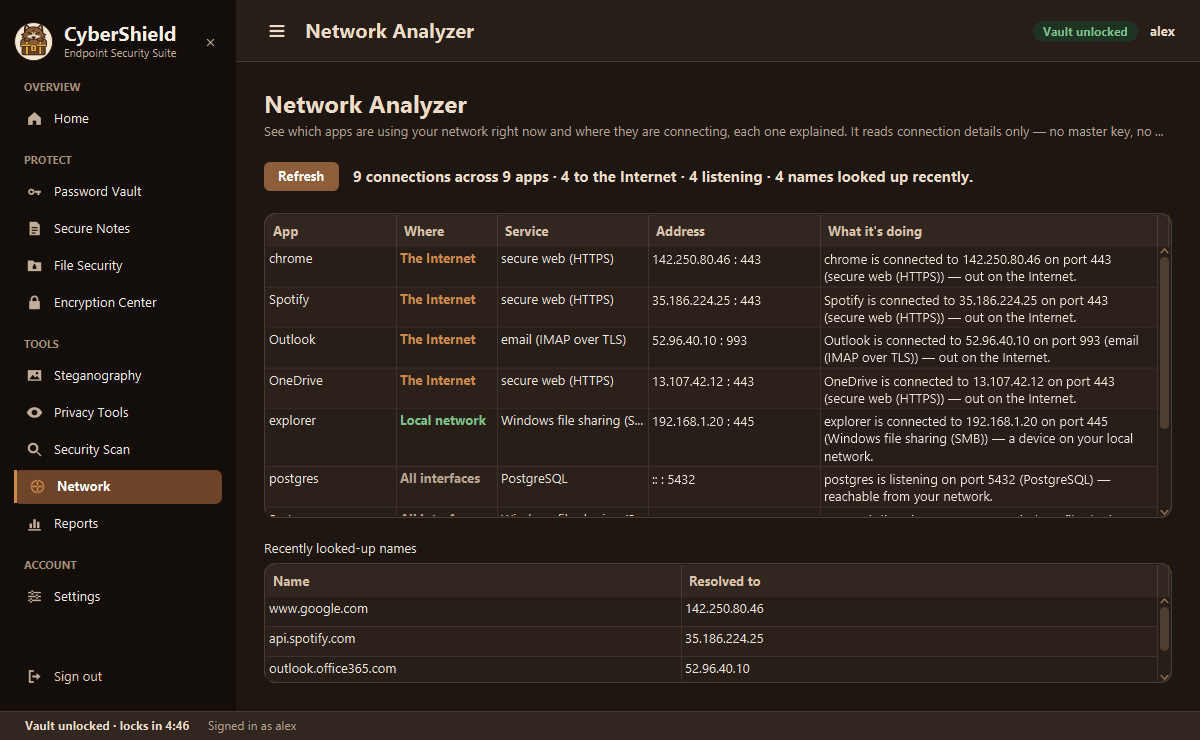 CyberShield
Endpoint Security Suite
×
OVERVIEW
Home
PROTECT
Password Vault
Secure Notes
File Security
Encryption Center
TOOLS
Steganography
Privacy Tools
Security Scan
Network
Reports
ACCOUNT
Settings
Sign out
Network Analyzer
Vault unlocked
alex
Network Analyzer
See which apps are using your network right now and where they are connecting, each one explained. It reads connection details only — no master key, no ...
Refresh
9 connections across 9 apps · 4 to the Internet · 4 listening · 4 names looked up recently.
App Where Service Address What it's doing
chrome The Internet secure web (HTTPS) 142.250.80.46 : 443 chrome is connected to 142.250.80.46 on port 443
(secure web (HTTPS)) — out on the Internet.
Spotify The Internet secure web (HTTPS) 35.186.224.25 : 443 Spotify is connected to 35.186.224.25 on port 443
(secure web (HTTPS)) — out on the Internet.
Outlook The Internet email (IMAP over TLS) 52.96.40.10 : 993 Outlook is connected to 52.96.40.10 on port 993 (email
(IMAP over TLS)) — out on the Internet.
OneDrive The Internet secure web (HTTPS) 13.107.42.12 : 443 OneDrive is connected to 13.107.42.12 on port 443
(secure web (HTTPS)) — out on the Internet.
explorer Local network Windows file sharing (S... 192.168.1.20 : 445 explorer is connected to 192.168.1.20 on port 445
(Windows file sharing (SMB)) — a device on your local
network.
postgres All interfaces PostgreSQL :: : 5432 postgres is listening on port 5432 (PostgreSQL) —
reachable from your network.
Recently looked-up names
Name Resolved to
www.google.com 142.250.80.46
api.spotify.com 35.186.224.25
outlook.office365.com 52.96.40.10
Vault unlocked · locks in 4:46 Signed in as alex